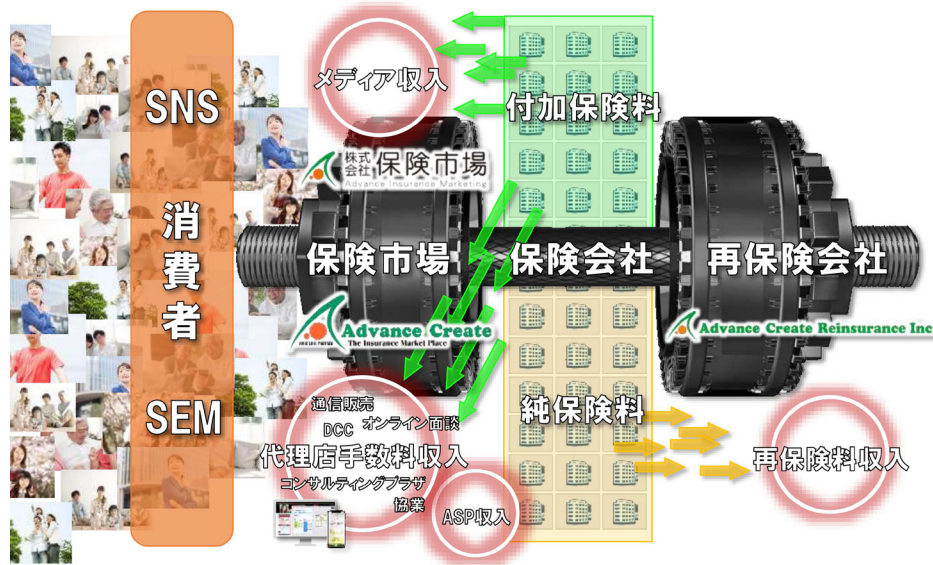 SNS
消費者
SEM
メディア収入
付加保険料
株式会社 保険市場
Advance Insurance Marketing
保険市場
保険会社
再保険会社
Advance Create
The Insurance Market Place
Advance Create Reinsurance Inc
通信販売
DCC オンライン面談
代理店手数料収入
コンサルティングプラザ
協業
ASP収入
純保険料
再保険料収入